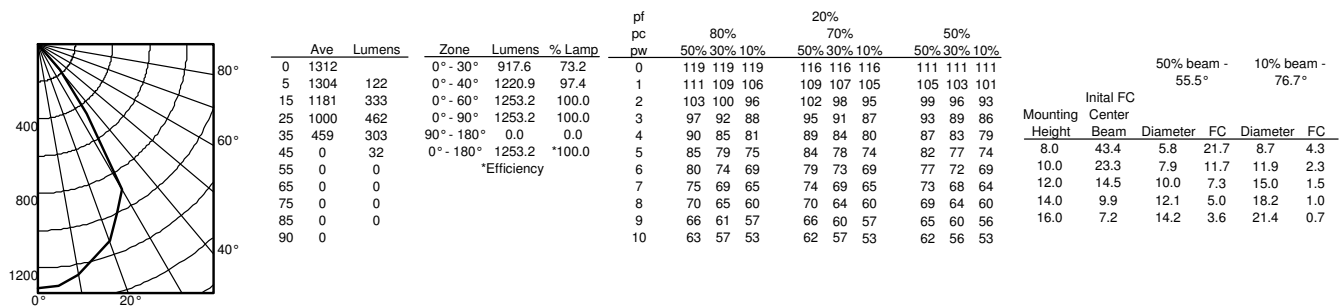 80°
60°
40°
20°
0°
400
800
1200
Ave Lumens
0 1312
5 1304 122
15 1181 333
25 1000 462
35 459 303
45 0 32
55 0 0
65 0 0
75 0 0
85 0 0
90 0
Zone Lumens % Lamp
0° - 30° 917.6 73.2
0° - 40° 1220.9 97.4
0° - 60° 1253.2 100.0
0° - 90° 1253.2 100.0
90° - 180° 0.0 0.0
0° - 180° 1253.2 *100.0
*Efficiency
pf 20%
pc 80% 70% 50%
pw 50% 30% 10% 50% 30% 10% 50% 30% 10%
0 119 119 119 116 116 116 111 111 111
1 111 109 106 109 107 105 105 103 101
2 103 100 96 102 98 95 99 96 93
3 97 92 88 95 91 87 93 89 86
4 90 85 81 89 84 80 87 83 79
5 85 79 75 84 78 74 82 77 74
6 80 74 69 79 73 69 77 72 69
7 75 69 65 74 69 65 73 68 64
8 70 65 60 70 64 60 69 64 60
9 66 61 57 66 60 57 65 60 56
10 63 57 53 62 57 53 62 56 53
50% beam - 10% beam -
55.5° 76.7°
Inital FC
Mounting Center
Height Beam Diameter FC Diameter FC
8.0 43.4 5.8 21.7 8.7 4.3
10.0 23.3 7.9 11.7 11.9 2.3
12.0 14.5 10.0 7.3 15.0 1.5
14.0 9.9 12.1 5.0 18.2 1.0
16.0 7.2 14.2 3.6 21.4 0.7